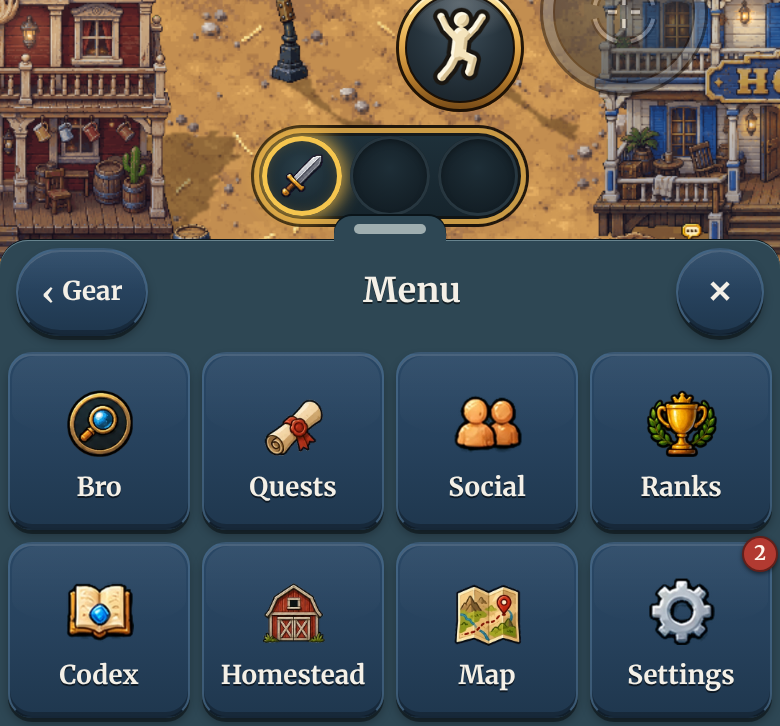 ‹ Gear
Menu
×
Bro
Quests
Social
Ranks
2
Codex
Homestead
Map
Settings